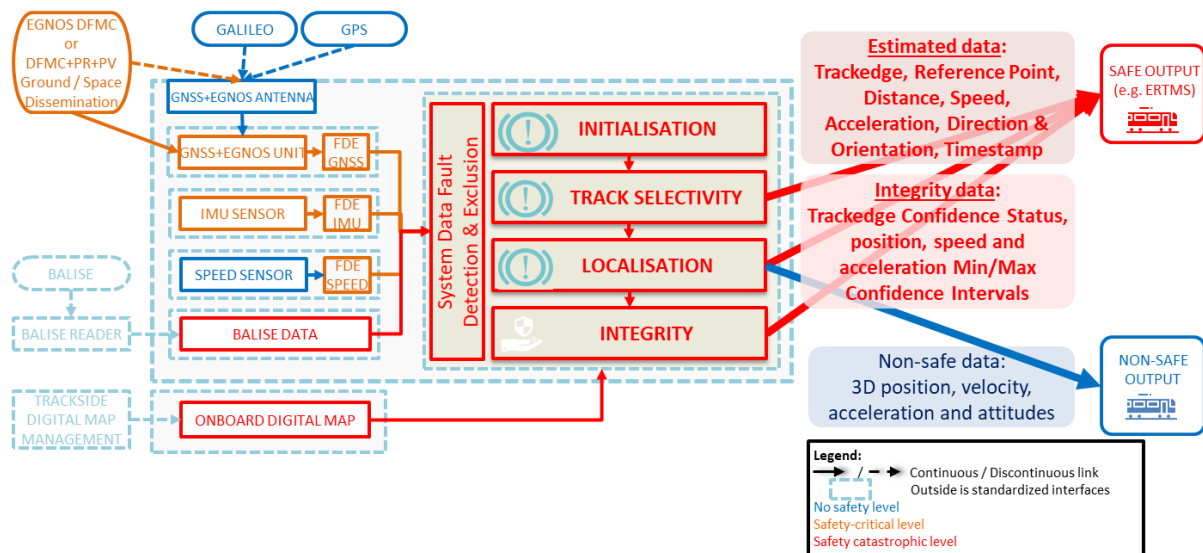 EGNOS DFMC
or
DFMC+PR+PV
Ground / Space
Dissemination
GALILEO
GPS
GNSS+EGNOS ANTENNA
GNSS+EGNOS UNIT
FDE
GNSS
IMU SENSOR
FDE
IMU
SPEED SENSOR
FDE
SPEED
BALISE
BALISE READER
BALISE DATA
TRACKSIDE
DIGITAL MAP
MANAGEMENT
ONBOARD DIGITAL MAP
System Data Fault
Detection & Exclusion
INITIALISATION
TRACK SELECTIVITY
LOCALISATION
INTEGRITY
Estimated data:
Trackedge, Reference Point,
Distance, Speed,
Acceleration, Direction &
Orientation, Timestamp
Integrity data:
Trackedge Confidence Status,
position, speed and
acceleration Min/Max
Confidence Intervals
Non-safe data:
3D position, velocity,
acceleration and attitudes
SAFE OUTPUT
(e.g. ERTMS)
NON-SAFE
OUTPUT
Legend:
/ Continuous / Discontinuous link
Outside is standardized interfaces
No safety level
Safety-critical level
Safety catastrophic level